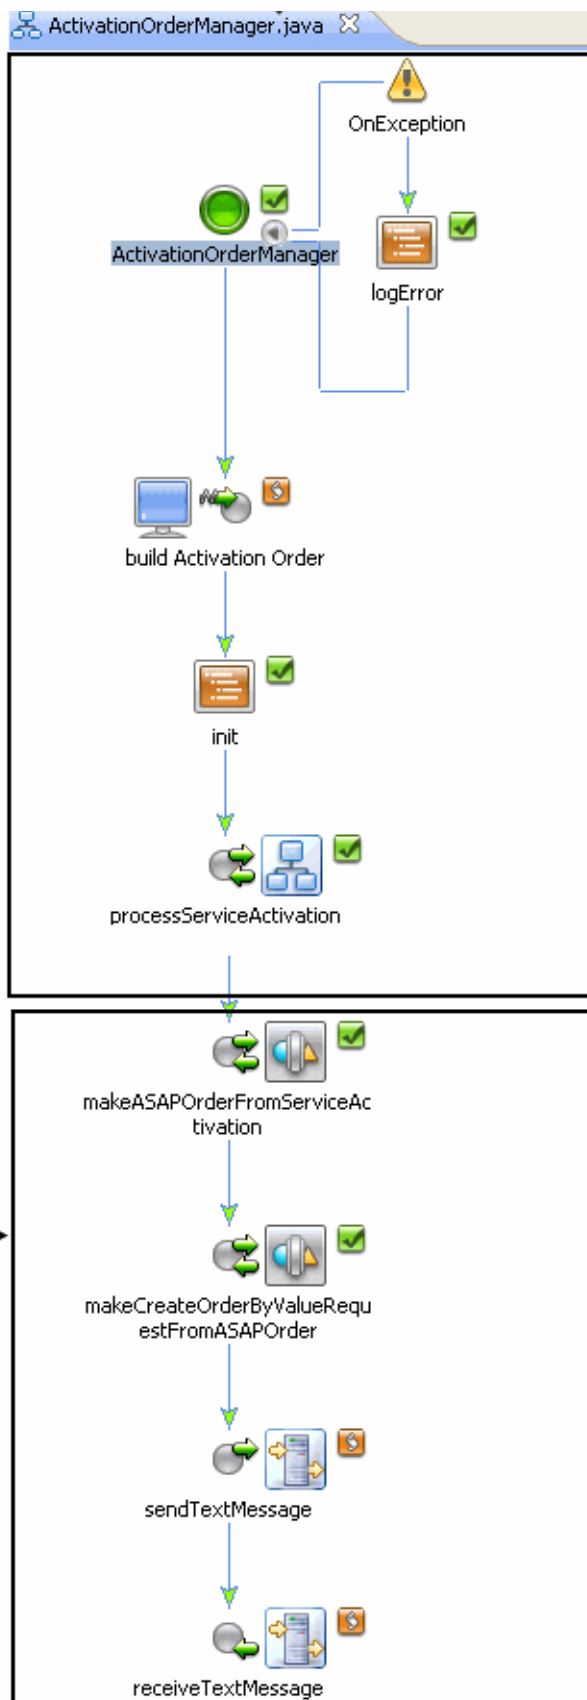 ActivationOrderManager.java
OnException
ActivationOrderManager
logError
build Activation Order
init
processServiceActivation
makeASAPOrderFromServiceAc
tivation
makeCreateOrderByValueRequ
estFromASAPOrder
sendTextMessage
receiveTextMessage